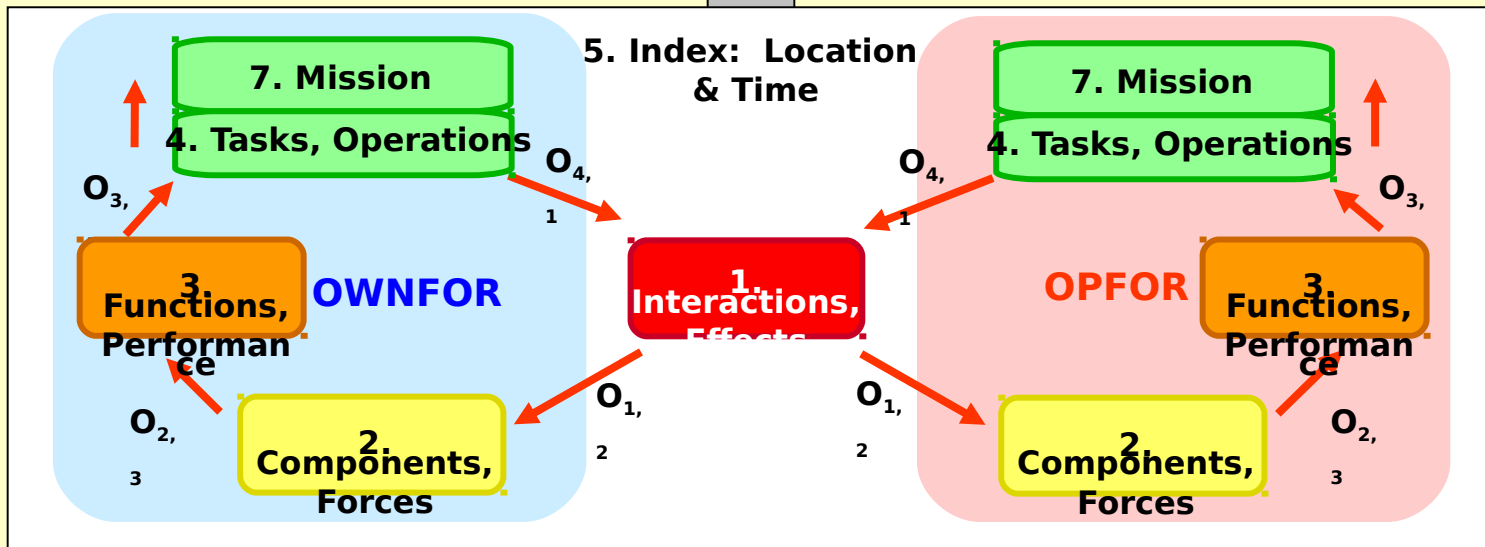 5. Index: Location
& Time
7. Mission
4. Tasks, Operations
O4,
1
O3,
3.
Functions,
Performan
ce
OWNFOR
O2,
3
2.
Components,
Forces
O1,
2
1.
Interactions,
Effects
7. Mission
4. Tasks, Operations
O4,
1
O3,
OPFOR
3.
Functions,
Performan
ce
O1,
2
2.
Components,
Forces
O2,
3